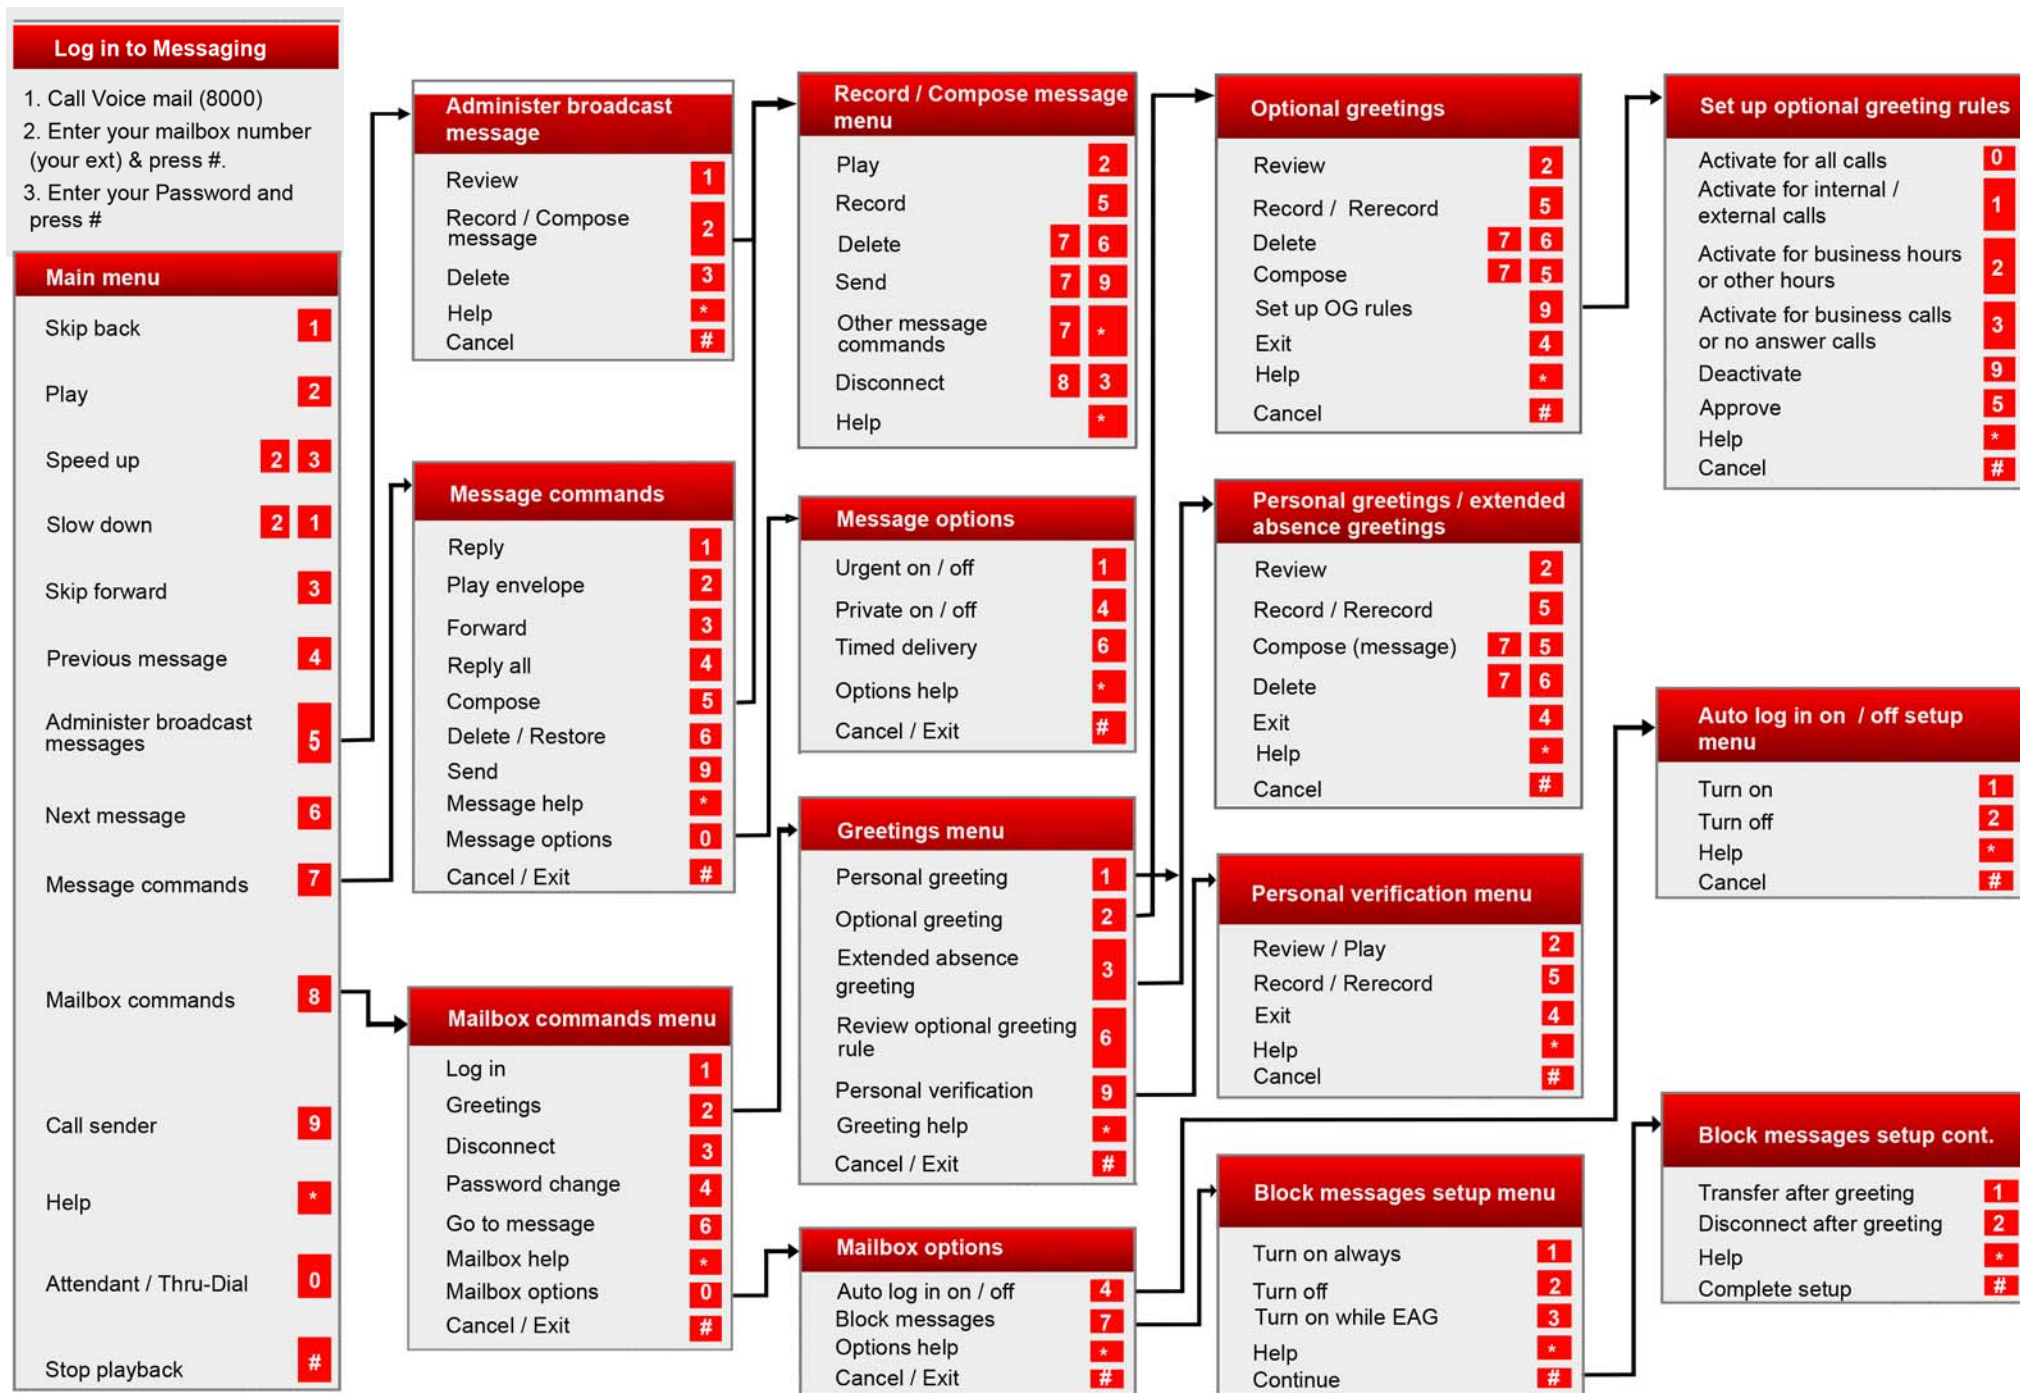 Log in to Messaging
1. Call Voice mail (8000)
2. Enter your mailbox number
(your ext) & press #.
3. Enter your Password and
press #
Main menu
Skip back 1
Play 2
Speed up 2 3
Slow down 2 1
Skip forward 3
Previous message 4
Administer broadcast
messages 5
Next message 6
Message commands 7
Mailbox commands 8
Call sender 9
Help *
Attendant / Thru-Dial 0
Stop playback #
Administer broadcast
message
Review 1
Record / Compose
message 2
Delete 3
Help *
Cancel #
Message commands
Reply 1
Play envelope 2
Forward 3
Reply all 4
Compose 5
Delete / Restore 6
Send 9
Message help *
Message options 0
Cancel / Exit #
Mailbox commands menu
Log in 1
Greetings 2
Disconnect 3
Password change 4
Go to message 6
Mailbox help *
Mailbox options 0
Cancel / Exit #
Record / Compose message
menu
Play 2
Record 5
Delete 7 6
Send 7 9
Other message
commands 7 *
Disconnect 8 3
Help *
Message options
Urgent on / off 1
Private on / off 4
Timed delivery 6
Options help *
Cancel / Exit #
Greetings menu
Personal greeting 1
Optional greeting 2
Extended absence
greeting 3
Review optional greeting
rule 6
Personal verification 9
Greeting help *
Cancel / Exit #
Mailbox options
Auto log in on / off 4
Block messages 7
Options help *
Cancel / Exit #
Optional greetings
Review 2
Record / Rerecord 5
Delete 7 6
Compose 7 5
Set up OG rules 9
Exit 4
Help *
Cancel #
Personal greetings / extended
absence greetings
Review 2
Record / Rerecord 5
Compose (message) 7 5
Delete 7 6
Exit 4
Help *
Cancel #
Personal verification menu
Review / Play 2
Record / Rerecord 5
Exit 4
Help *
Cancel #
Block messages setup menu
Turn on always 1
Turn off 2
Turn on while EAG 3
Help *
Continue #
Set up optional greeting rules
Activate for all calls 0
Activate for internal /
external calls 1
Activate for business hours
or other hours 2
Activate for business calls
or no answer calls 3
Deactivate 9
Approve 5
Help *
Cancel #
Auto log in on / off setup
menu
Turn on 1
Turn off 2
Help *
Cancel #
Block messages setup cont.
Transfer after greeting 1
Disconnect after greeting 2
Help *
Complete setup #